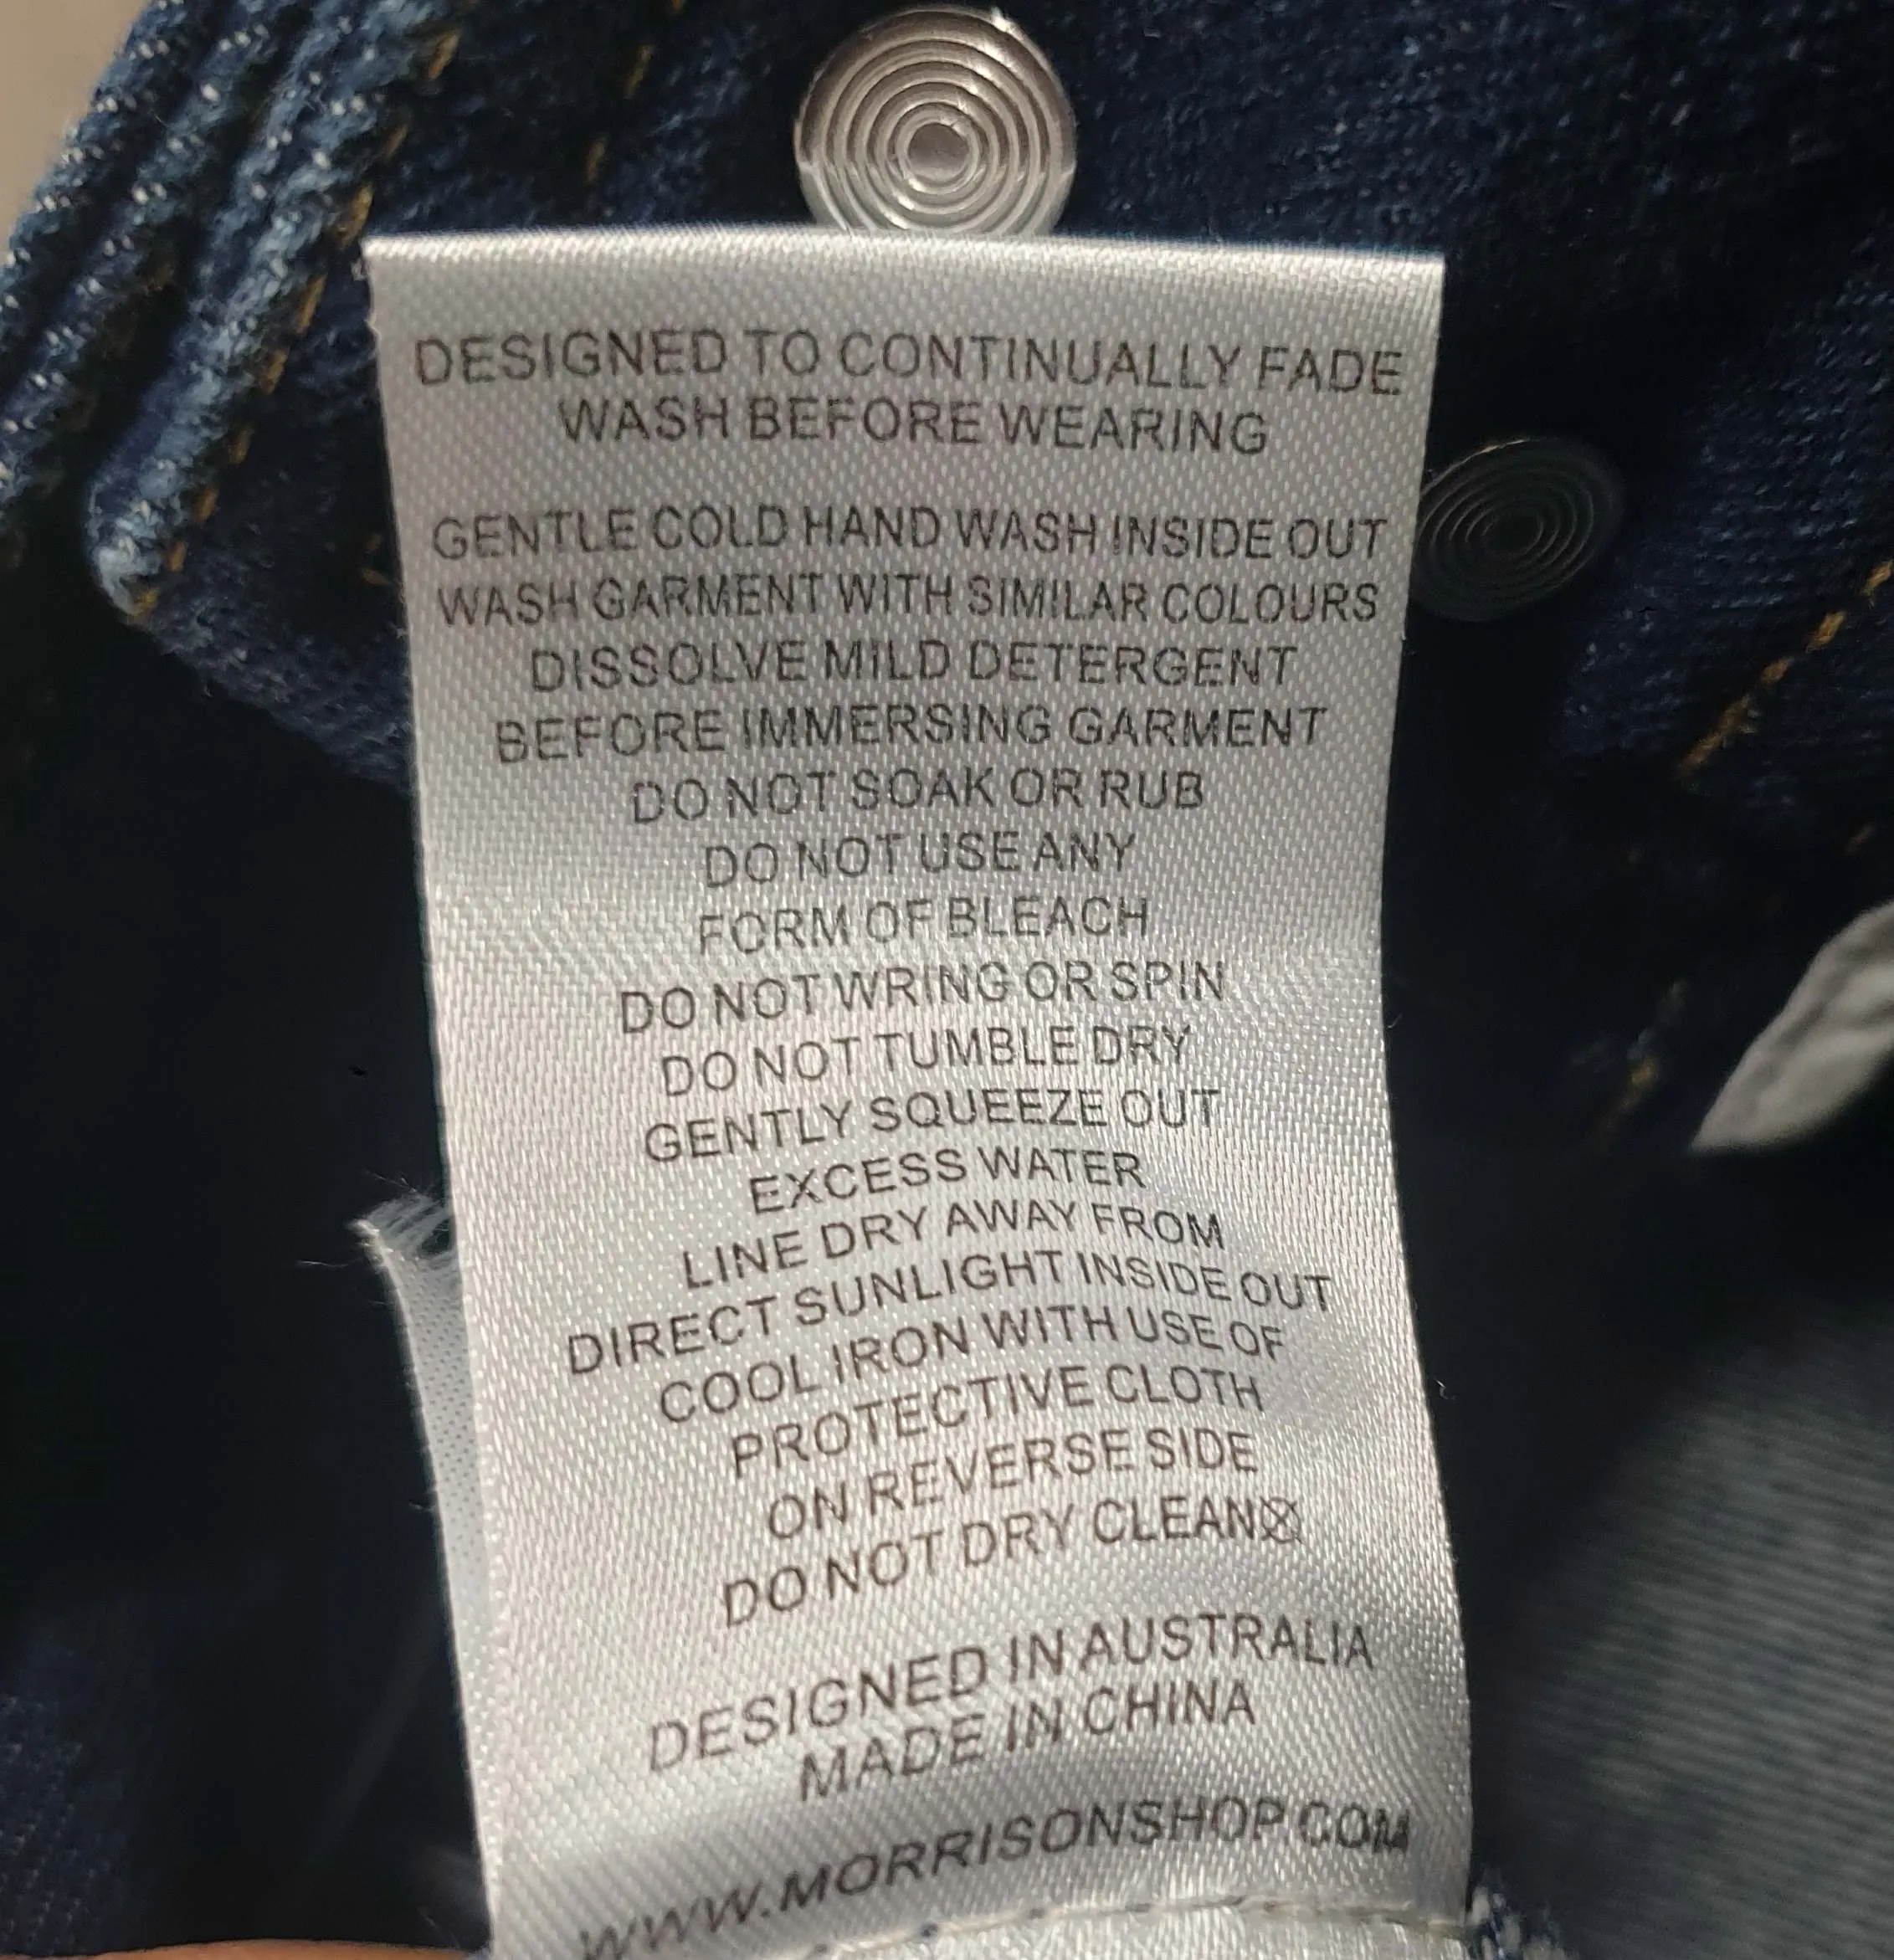 DESIGNED TO CONTINUALLY FADE
WASH BEFORE WEARING
GENTLE COLD HAND WASH INSIDE OUT
WASH GARMENT WITH SIMILAR COLOURS
DISSOLVE MILD DETERGENT
BEFORE IMMERSING GARMENT
DO NOT SOAK OR RUB
DO NOT USE ANY
FORM OF BLEACH
DO NOT WRING OR SPIN
DO NOT TUMBLE DRY
GENTLY SQUEEZE OUT
EXCESS WATER
LINE DRY AWAY FROM
DIRECT SUNLIGHT INSIDE OUT
COOL IRON WITH USE OF
PROTECTIVE CLOTH
ON REVERSE SIDE
DO NOT DRY CLEAN
DESIGNED IN AUSTRALIA
MADE IN CHINA
WWW.MORRISONSHOP.COM